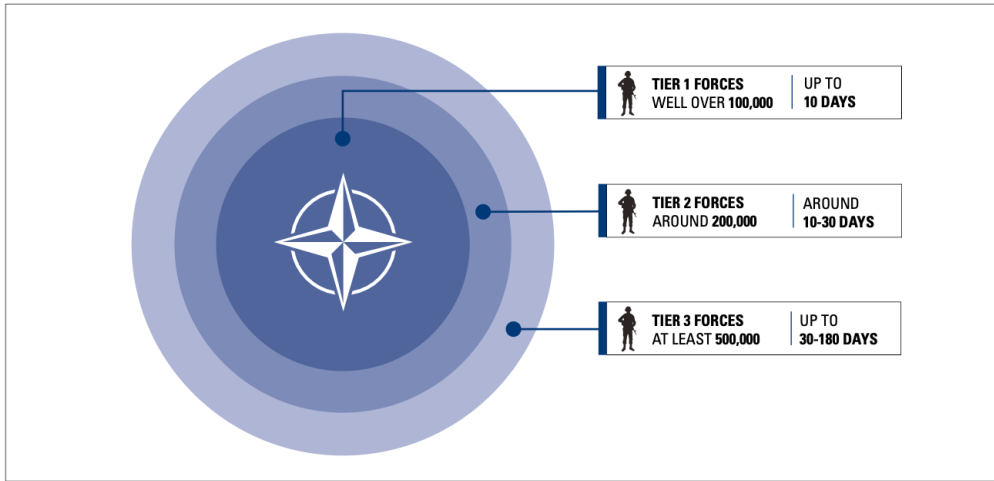 TIER 1 FORCES
WELL OVER 100,000
UP TO
10 DAYS
TIER 2 FORCES
AROUND 200,000
AROUND
10-30 DAYS
TIER 3 FORCES
AT LEAST 500,000
UP TO
30-180 DAYS